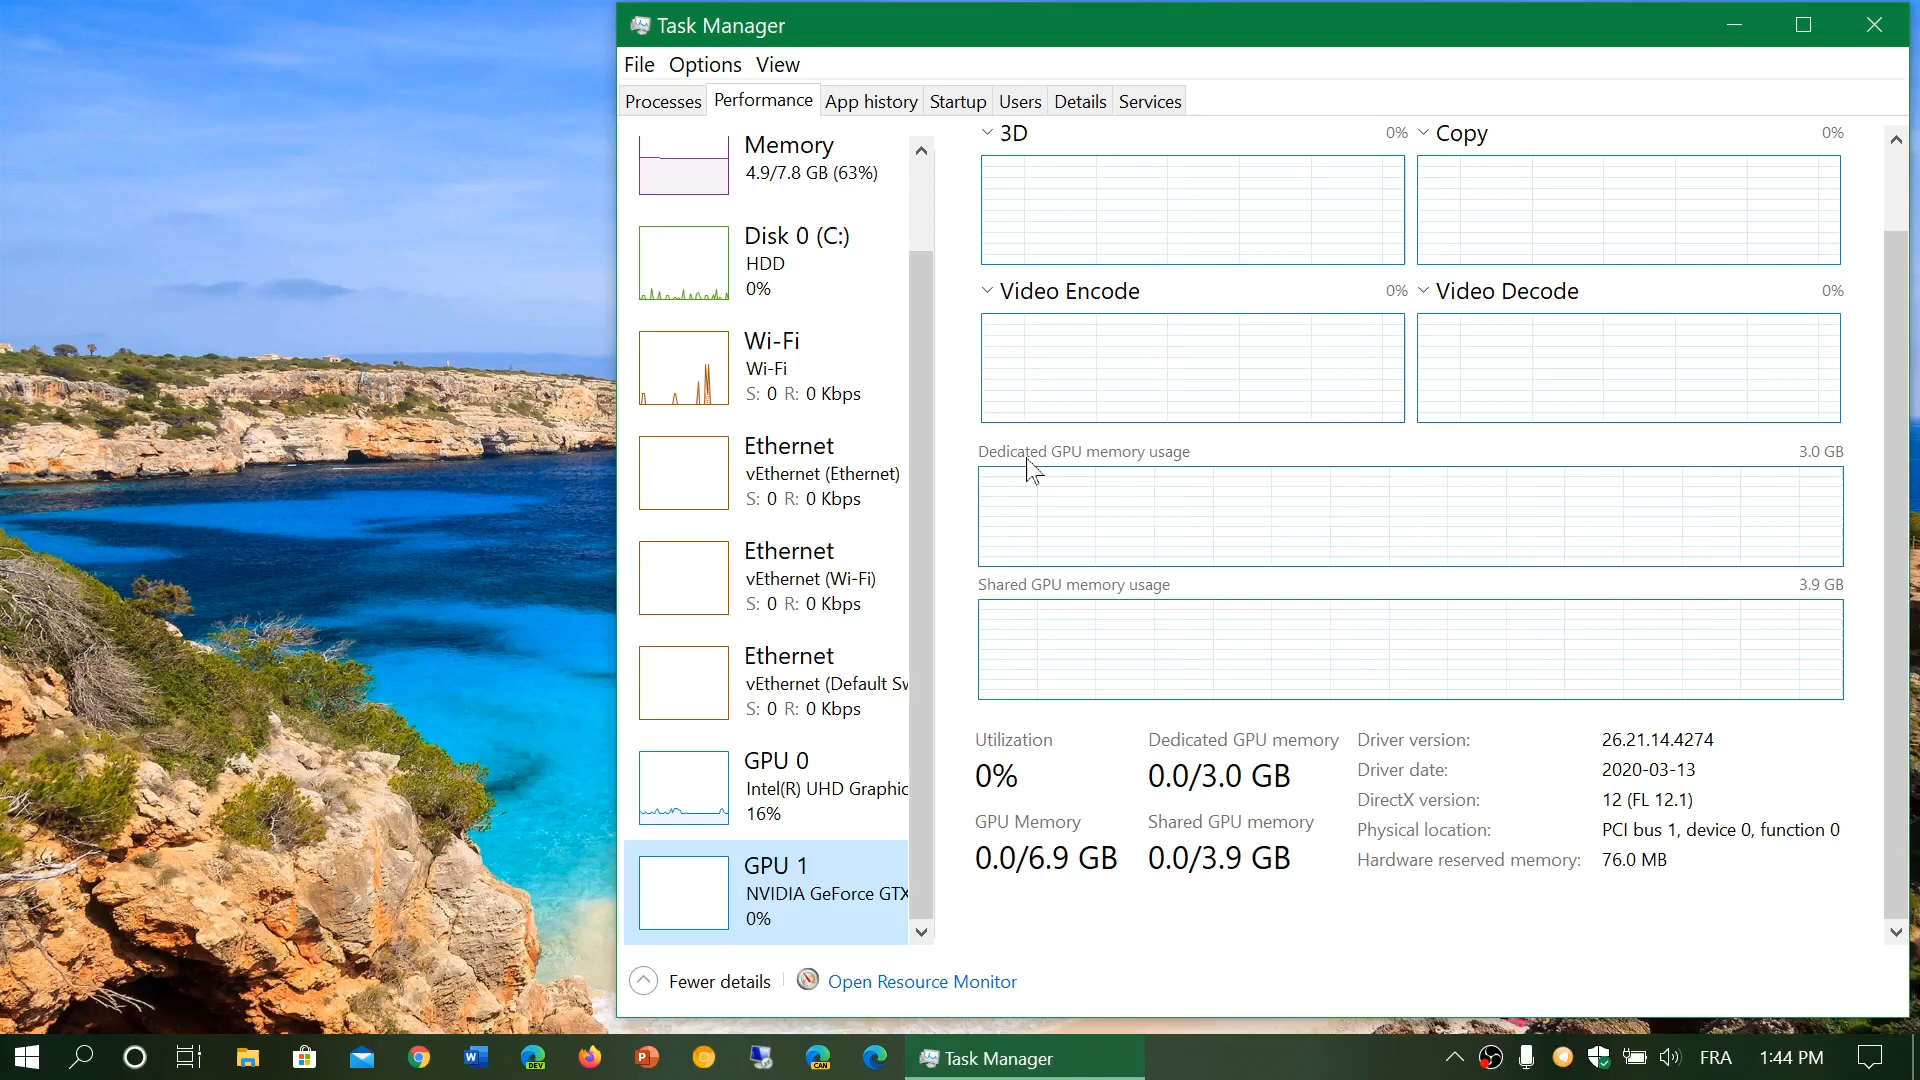 Task Manager
File Options View
Processes Performance App history Startup Users Details Services
Memory
4.9/7.8 GB (63%)
Disk 0 (C:)
HDD
0%
Wi-Fi
Wi-Fi
S: 0 R: 0 Kbps
Ethernet
vEthernet (Ethernet)
S: 0 R: 0 Kbps
Ethernet
vEthernet (Wi-Fi)
S: 0 R: 0 Kbps
Ethernet
vEthernet (Default Sw
S: 0 R: 0 Kbps
GPU 0
Intel(R) UHD Graphic
16%
GPU 1
NVIDIA GeForce GTX
0%
3D 0% Copy 0%
Video Encode 0% Video Decode 0%
Dedicated GPU memory usage 3.0 GB
Shared GPU memory usage 3.9 GB
Utilization
0%
Dedicated GPU memory
0.0/3.0 GB
GPU Memory
0.0/6.9 GB
Shared GPU memory
0.0/3.9 GB
Driver version: 26.21.14.4274
Driver date: 2020-03-13
DirectX version: 12 (FL 12.1)
Physical location: PCI bus 1, device 0, function 0
Hardware reserved memory: 76.0 MB
Fewer details Open Resource Monitor
DEV
CAN
Task Manager
FRA 1:44 PM